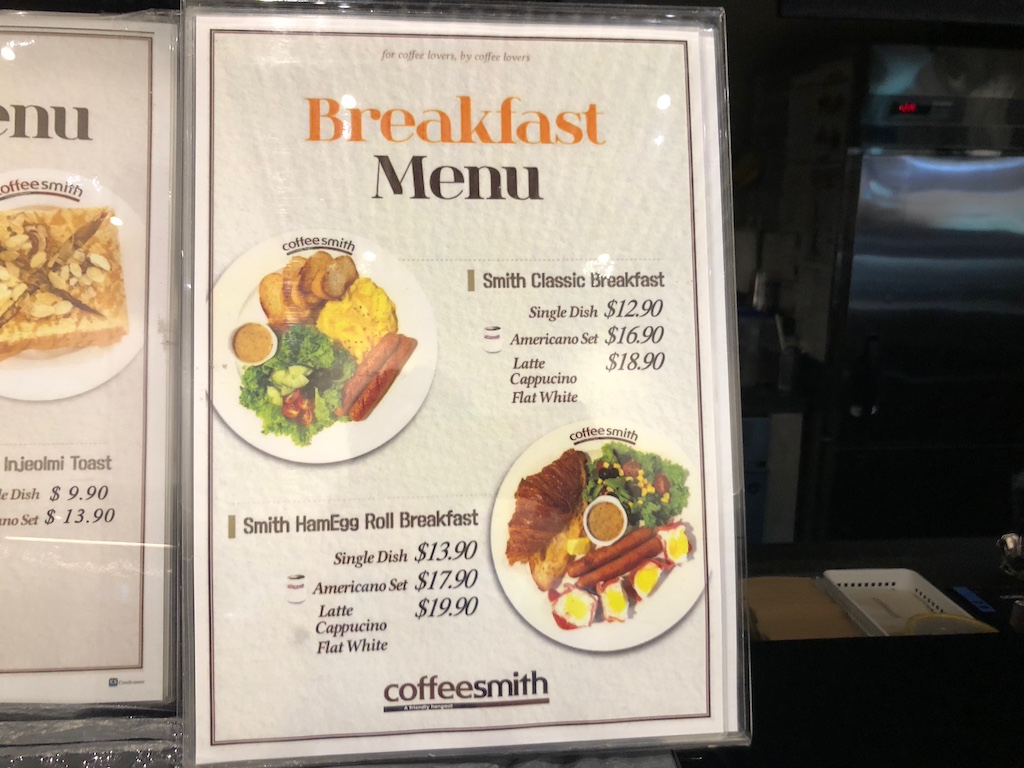 enu
coffeesmith
Injeolmi Toast
le Dish $ 9.90
ano Set $ 13.90
for coffee lovers, by coffee lovers
Breakfast
Menu
coffeesmith
Smith Classic Breakfast
Single Dish $12.90
Americano Set $16.90
Latte $18.90
Cappucino
Flat White
coffeesmith
Smith HamEgg Roll Breakfast
Single Dish $13.90
Americano Set $17.90
Latte $19.90
Cappucino
Flat White
coffeesmith
a friendly hangout